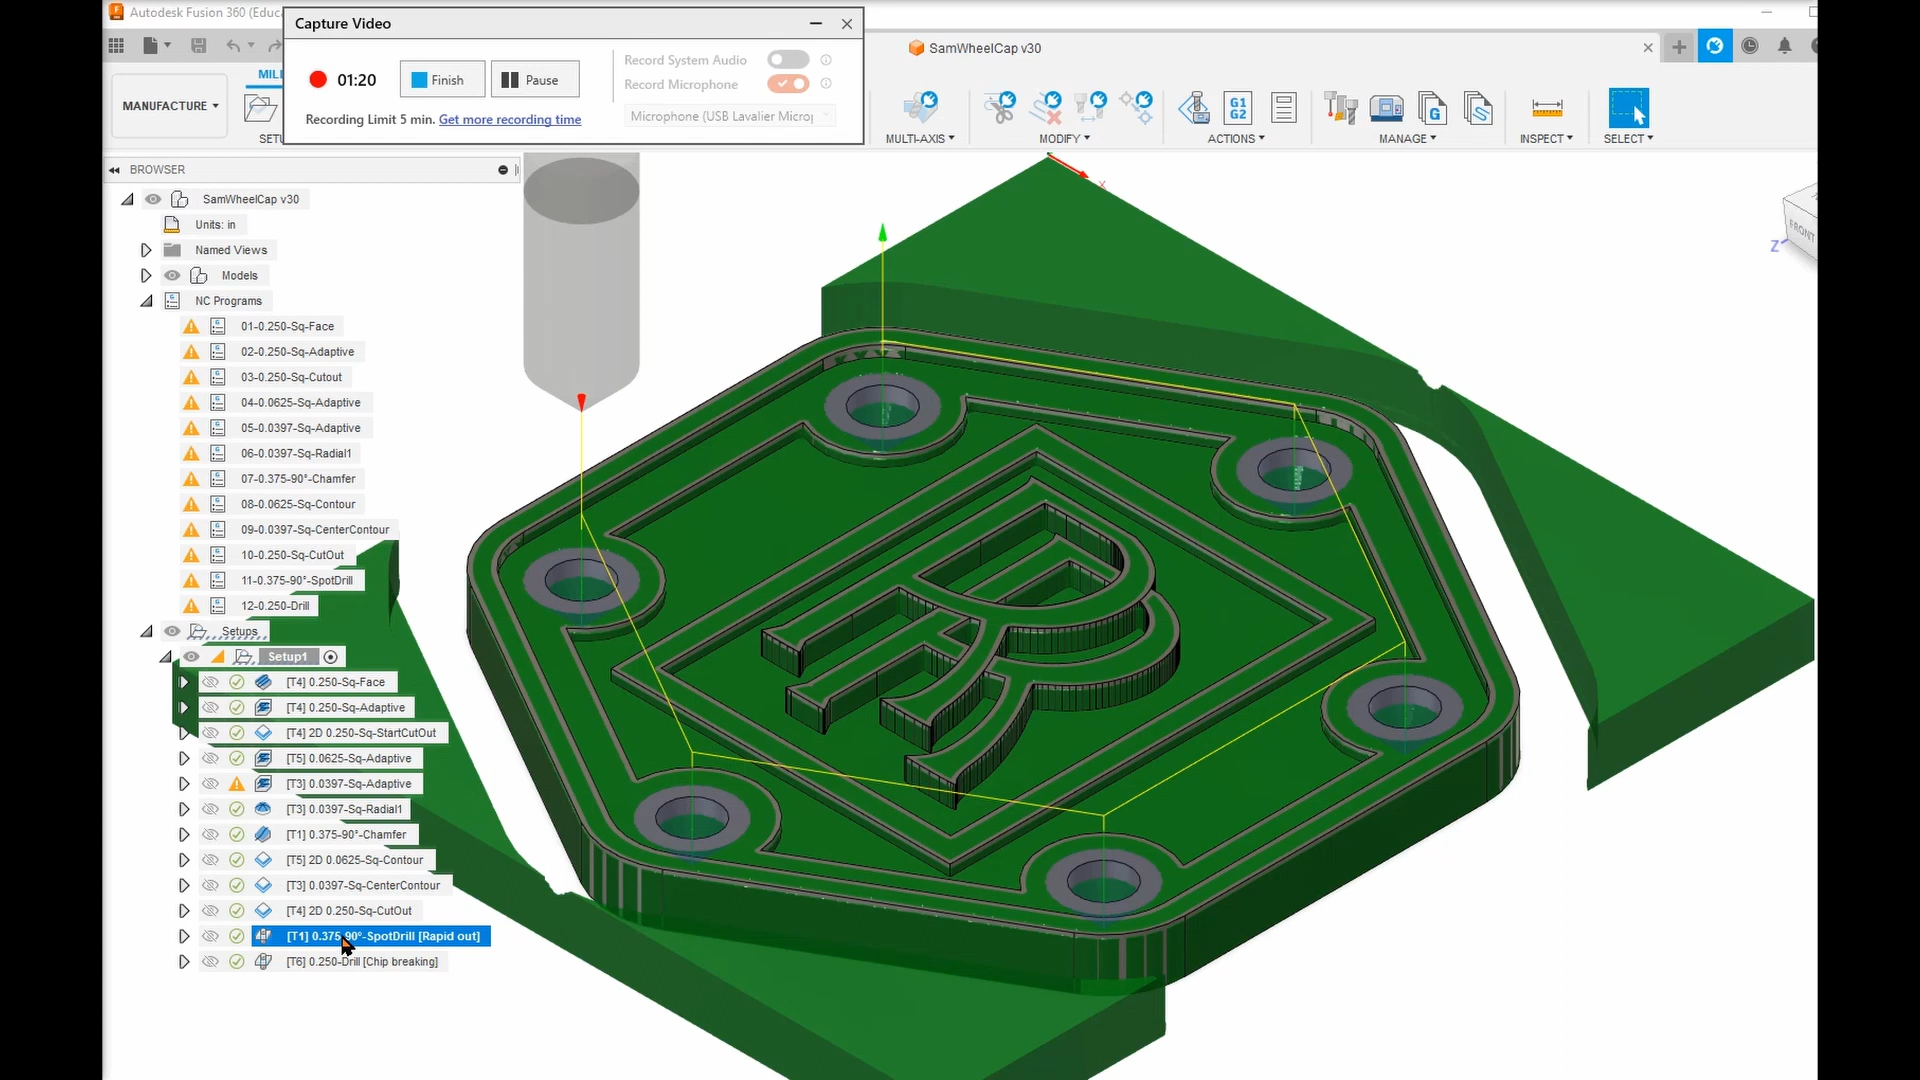 Autodesk Fusion 360 (Educ
Capture Video
SamWheelCap v30
01:20
Finish
Pause
Record System Audio
Record Microphone
Recording Limit 5 min. Get more recording time
Microphone (USB Lavalier Microp
MANUFACTURE
MILL
SETU
MULTI-AXIS
MODIFY
ACTIONS
MANAGE
INSPECT
SELECT
G1
G2
G
BROWSER
X
FRONT
Z
SamWheelCap v30
Units: in
Named Views
Models
NC Programs
01-0.250-Sq-Face
02-0.250-Sq-Adaptive
03-0.250-Sq-Cutout
04-0.0625-Sq-Adaptive
05-0.0397-Sq-Adaptive
06-0.0397-Sq-Radial1
07-0.375-90°-Chamfer
08-0.0625-Sq-Contour
09-0.0397-Sq-CenterContour
10-0.250-Sq-CutOut
11-0.375-90°-SpotDrill
12-0.250-Drill
Setups
Setup1
[T4] 0.250-Sq-Face
[T4] 0.250-Sq-Adaptive
[T4] 2D 0.250-Sq-StartCutOut
[T5] 0.0625-Sq-Adaptive
[T3] 0.0397-Sq-Adaptive
[T3] 0.0397-Sq-Radial1
[T1] 0.375-90°-Chamfer
[T5] 2D 0.0625-Sq-Contour
[T3] 0.0397-Sq-CenterContour
[T4] 2D 0.250-Sq-CutOut
[T1] 0.375-90°-SpotDrill [Rapid out]
[T6] 0.250-Drill [Chip breaking]